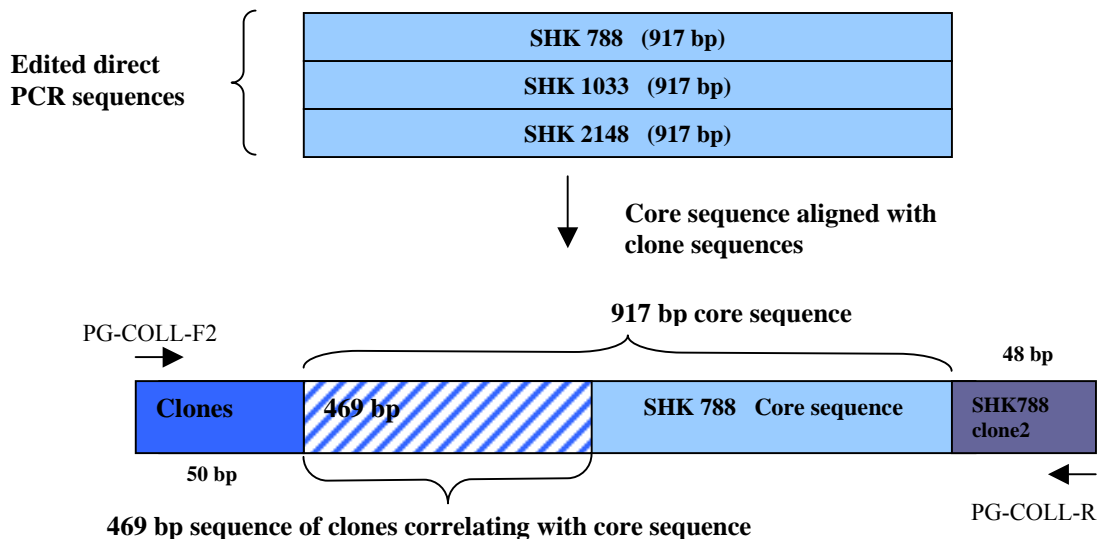 SHK 788 (917 bp)
Edited direct
PCR sequences
SHK 1033 (917 bp)
SHK 2148 (917 bp)
Core sequence aligned with
clone sequences
917 bp core sequence
PG-COLL-F2
48 bp
Clones
469 bp
SHK 788 Core sequence
SHK788
clone2
50 bp
PG-COLL-R
469 bp sequence of clones correlating with core sequence